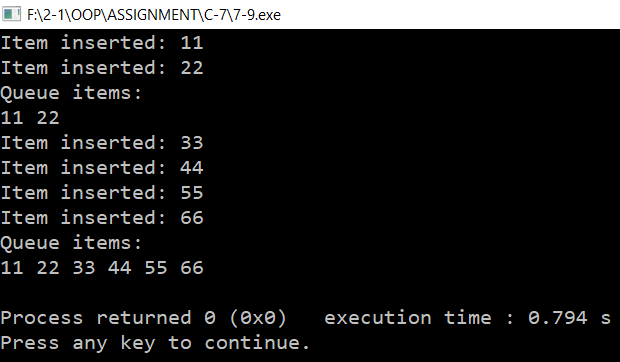 F:\2-1\OOP\ASSIGNMENT\C-7\7-9.exe
Item inserted: 11
Item inserted: 22
Queue items:
11 22
Item inserted: 33
Item inserted: 44
Item inserted: 55
Item inserted: 66
Queue items:
11 22 33 44 55 66
Process returned 0 (0x0)   execution time : 0.794 s
Press any key to continue.